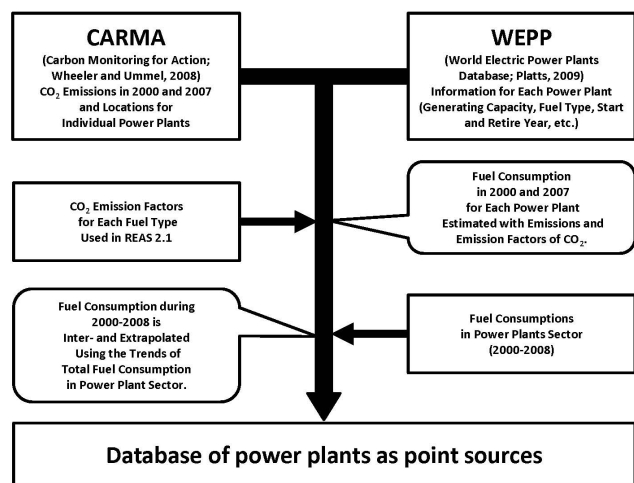 CARMA
(Carbon Monitoring for Action;
Wheeler and Ummel, 2008)
CO₂ Emissions in 2000 and 2007
and Locations for
Individual Power Plants
WEPP
(World Electric Power Plants
Database; Platts, 2009)
Information for Each Power Plant
(Generating Capacity, Fuel Type, Start
and Retire Year, etc.)
CO₂ Emission Factors
for Each Fuel Type
Used in REAS 2.1
Fuel Consumption
in 2000 and 2007
for Each Power Plant
Estimated with Emissions and
Emission Factors of CO₂.
Fuel Consumption during
2000-2008 is
Inter- and Extrapolated
Using the Trends of
Total Fuel Consumption
in Power Plant Sector.
Fuel Consumptions
in Power Plants Sector
(2000-2008)
Database of power plants as point sources